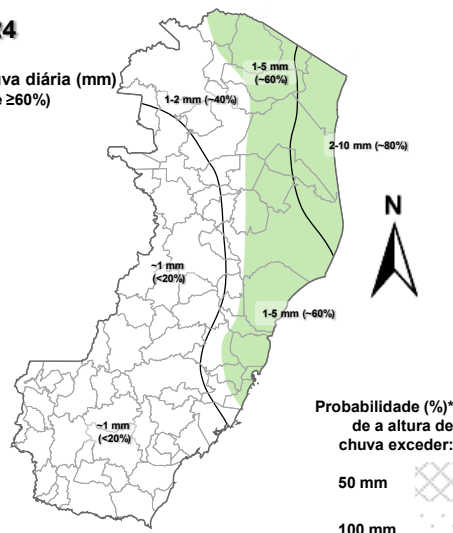 24
uva diária (mm)
e ≥60%)
1-5 mm
(~60%)
1-2 mm (~40%)
2-10 mm (~80%)
N
~1 mm
(<20%)
1-5 mm (~60%)
~1 mm
(<20%)
Probabilidade (%)*
de a altura de
chuva exceder:
50 mm
100 mm